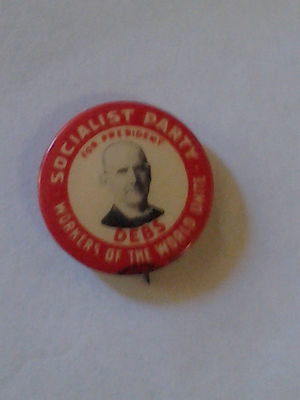 SOCIALIST PARTY
FOR PRESIDENT
DEBS
WORKERS OF THE WORLD UNITE